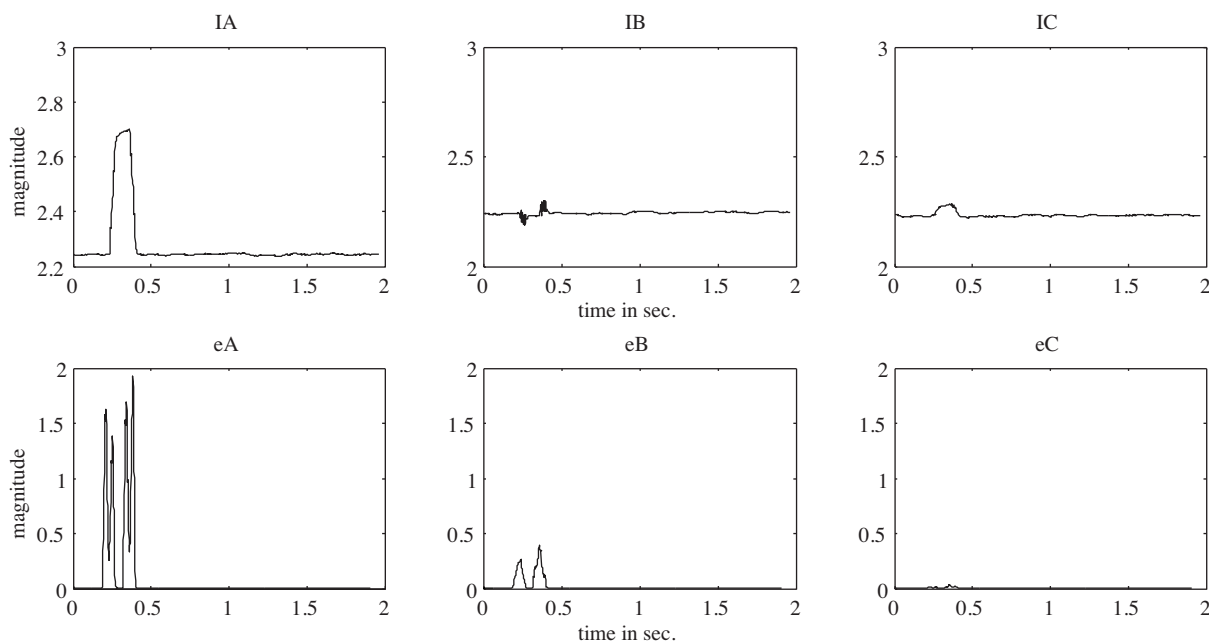 IA IB IC
3 3 3
2.8
2.6 2.5 2.5
magnitude
2.4
2.2 2 2
0 0.5 1 1.5 2 0 0.5 1 1.5 2 0 0.5 1 1.5 2
time in sec.
eA eB eC
2 2 2
1.5 1.5 1.5
magnitude
1 1 1
0.5 0.5 0.5
0 0 0
0 0.5 1 1.5 2 0 0.5 1 1.5 2 0 0.5 1 1.5 2
time in sec.